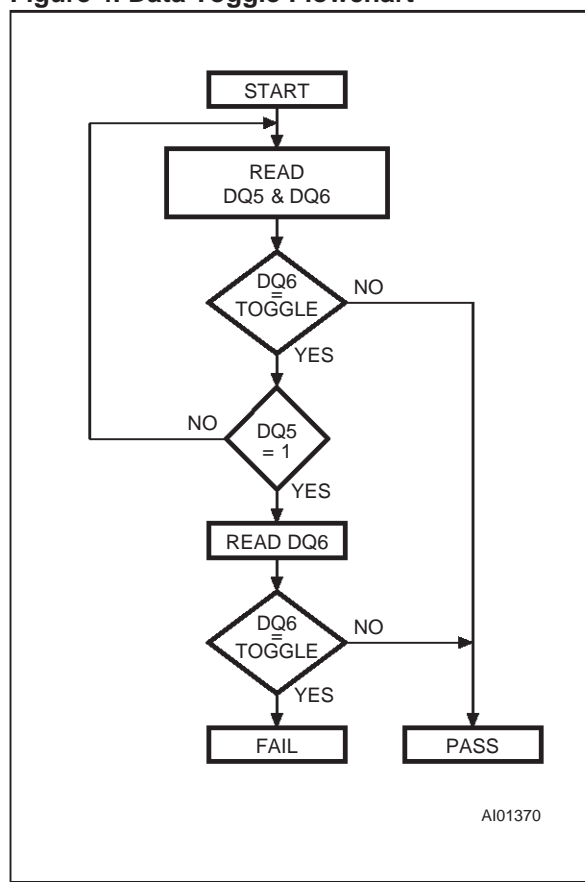 Figure 4. Data Toggle Flowchart
START
READ
DQ5 & DQ6
DQ6
=
TOGGLE
NO
YES
NO
DQ5
= 1
YES
READ DQ6
DQ6
=
TOGGLE
NO
YES
FAIL
PASS
AI01370